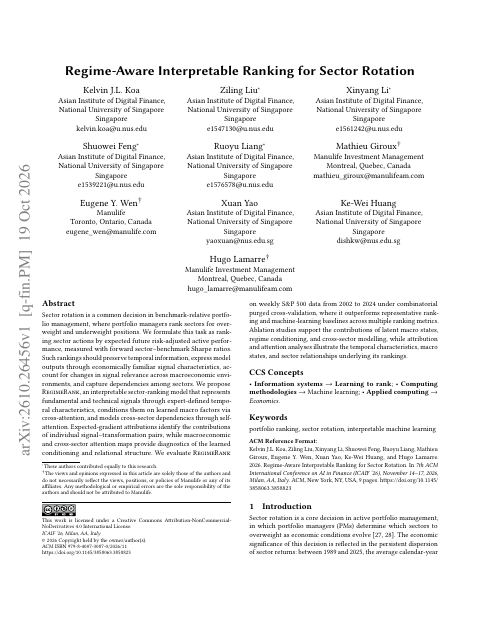 Regime-Aware Interpretable Ranking for Sector Rotation
Kelvin J.L. Koa
Asian Institute of Digital Finance,
National University of Singapore
Singapore
kelvin.koa@u.nus.edu
Ziling Liu*
Asian Institute of Digital Finance,
National University of Singapore
Singapore
e1547130@u.nus.edu
Xinyang Li*
Asian Institute of Digital Finance,
National University of Singapore
Singapore
e1561242@u.nus.edu
Shuowei Feng*
Asian Institute of Digital Finance,
National University of Singapore
Singapore
e1539221@u.nus.edu
Ruoyu Liang*
Asian Institute of Digital Finance,
National University of Singapore
Singapore
e1576578@u.nus.edu
Mathieu Giroux†
Manulife Investment Management
Montreal, Quebec, Canada
mathieu_giroux@manulifeam.com
Eugene Y. Wen†
Manulife
Toronto, Ontario, Canada
eugene_wen@manulife.com
Xuan Yao
Asian Institute of Digital Finance,
National University of Singapore
Singapore
yaoxuan@nus.edu.sg
Ke-Wei Huang
Asian Institute of Digital Finance,
National University of Singapore
Singapore
dishkw@nus.edu.sg
Hugo Lamarre†
Manulife Investment Management
Montreal, Quebec, Canada
hugo_lamarre@manulifeam.com
arXiv:2610.26456v1 [q-fin.PM] 19 Oct 2026
Abstract
Sector rotation is a common decision in benchmark-relative portfo-
lio management, where portfolio managers rank sectors for over-
weight and underweight positions. We formulate this task as rank-
ing sector actions by expected future risk-adjusted active perfor-
mance, measured with forward sector–benchmark Sharpe ratios.
Such rankings should preserve temporal information, express model
outputs through economically familiar signal characteristics, ac-
count for changes in signal relevance across macroeconomic envi-
ronments, and capture dependencies among sectors. We propose
RegimeRank, an interpretable sector-ranking model that represents
fundamental and technical signals through expert-defined tempo-
ral characteristics, conditions them on learned macro factors via
cross-attention, and models cross-sector dependencies through self-
attention. Expected-gradient attributions identify the contributions
of individual signal–transformation pairs, while macroeconomic
and cross-sector attention maps provide diagnostics of the learned
conditioning and relational structure. We evaluate RegimeRank
*These authors contributed equally to this research.
†The views and opinions expressed in this article are solely those of the authors and
do not necessarily reflect the views, positions, or policies of Manulife or any of its
affiliates. Any methodological or empirical errors are the sole responsibility of the
authors and should not be attributed to Manulife.
This work is licensed under a Creative Commons Attribution-NonCommercial-
NoDerivatives 4.0 International License
ICAIF '26, Milan, AA, Italy
© 2026 Copyright held by the owner/author(s)
https://doi.org/10.1145/3858063.3858823
on weekly S&P 500 data from 2002 to 2024 under combinatorial
purged cross-validation, where it outperforms representative rank-
ing and machine-learning baselines across multiple ranking metrics.
Ablation studies support the contributions of latent macro states,
regime conditioning, and cross-sector modelling, while attribution
and attention analyses illustrate the temporal characteristics, macro
states, and sector relationships underlying its rankings.
CCS Concepts
• Information systems → Learning to rank; • Computing
methodologies → Machine learning; • Applied computing →
Economics.
Keywords
portfolio ranking, sector rotation, interpretable machine learning
ACM Reference Format:
Kelvin J.L. Koa, Ziling Liu, Xinyang Li, Shuowei Feng, Ruoyu Liang, Mathieu
Giroux, Eugene Y. Wen, Xuan Yao, Ke-Wei Huang, and Hugo Lamarre.
2026. Regime-Aware Interpretable Ranking for Sector Rotation. In 7th ACM
International Conference on AI in Finance (ICAIF '26), November 14–17, 2026,
Milan, AA, Italy. ACM, New York, NY, USA, 9 pages. https://doi.org/10.1145/
3858063.3858823
1 Introduction
Sector rotation is a core decision in active portfolio management,
in which portfolio managers (PMs) determine which sectors to
overweight as economic conditions evolve [27, 28]. The economic
significance of this decision is reflected in the persistent dispersion
of sector returns: between 1989 and 2025, the average calendar-year